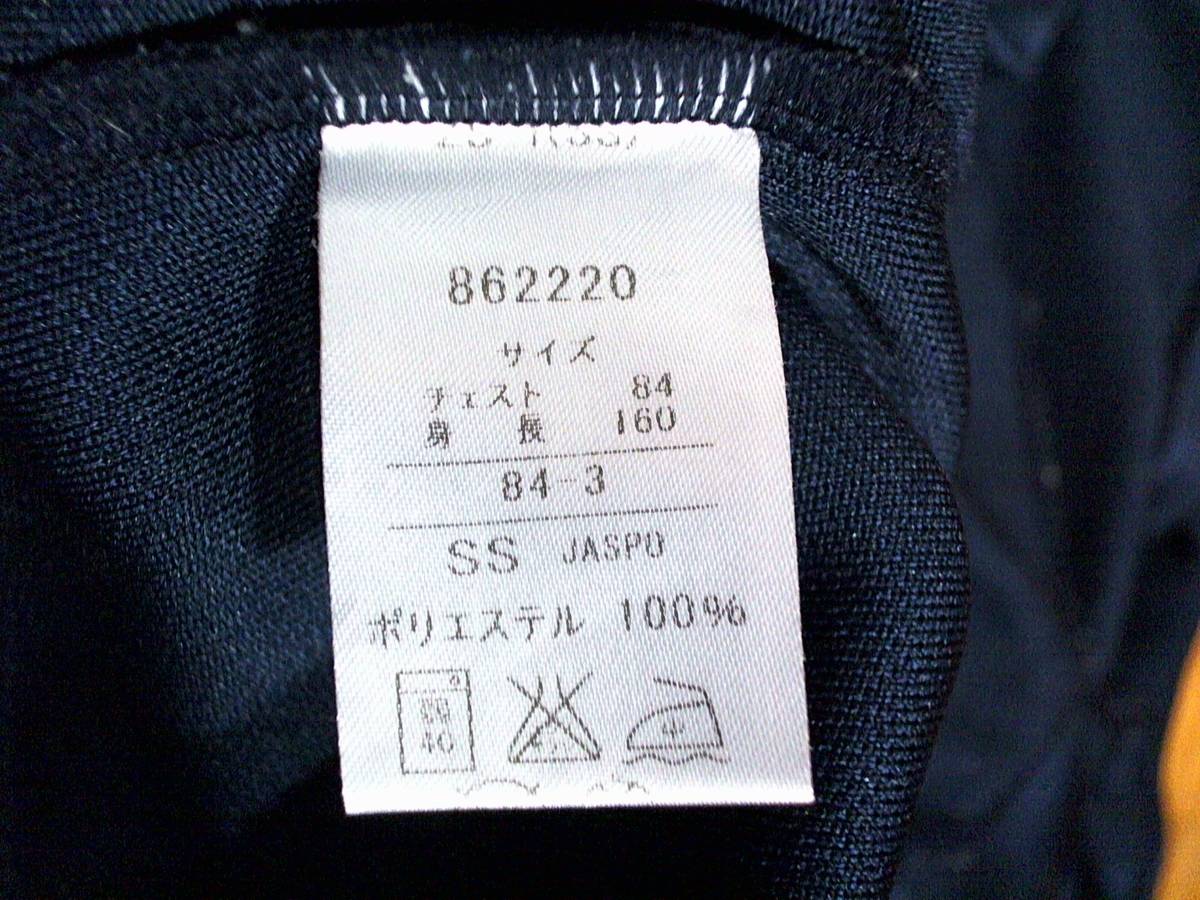 862220
サイズ
チェスト 84
身長 160
84-3
SS JASPO
ポリエステル 100%
40